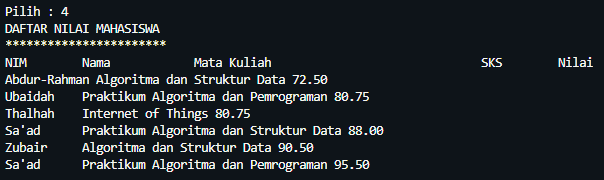 Pilih : 4
DAFTAR NILAI MAHASISWA
***********************
NIM Nama Mata Kuliah SKS Nilai
Abdur-Rahman Algoritma dan Struktur Data 72.50
Ubaidah Praktikum Algoritma dan Pemrograman 80.75
Thalhah Internet of Things 80.75
Sa'ad Praktikum Algoritma dan Struktur Data 88.00
Zubair Algoritma dan Struktur Data 90.50
Sa'ad Praktikum Algoritma dan Pemrograman 95.50